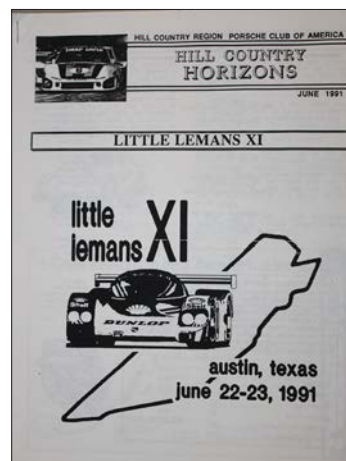 HILL COUNTRY REGION PORSCHE CLUB OF AMERICA
HILL COUNTRY
HORIZONS
JUNE 1991
LITTLE LEMANS XI
little
lemans XI
DUNLOP
austin, texas
june 22-23, 1991